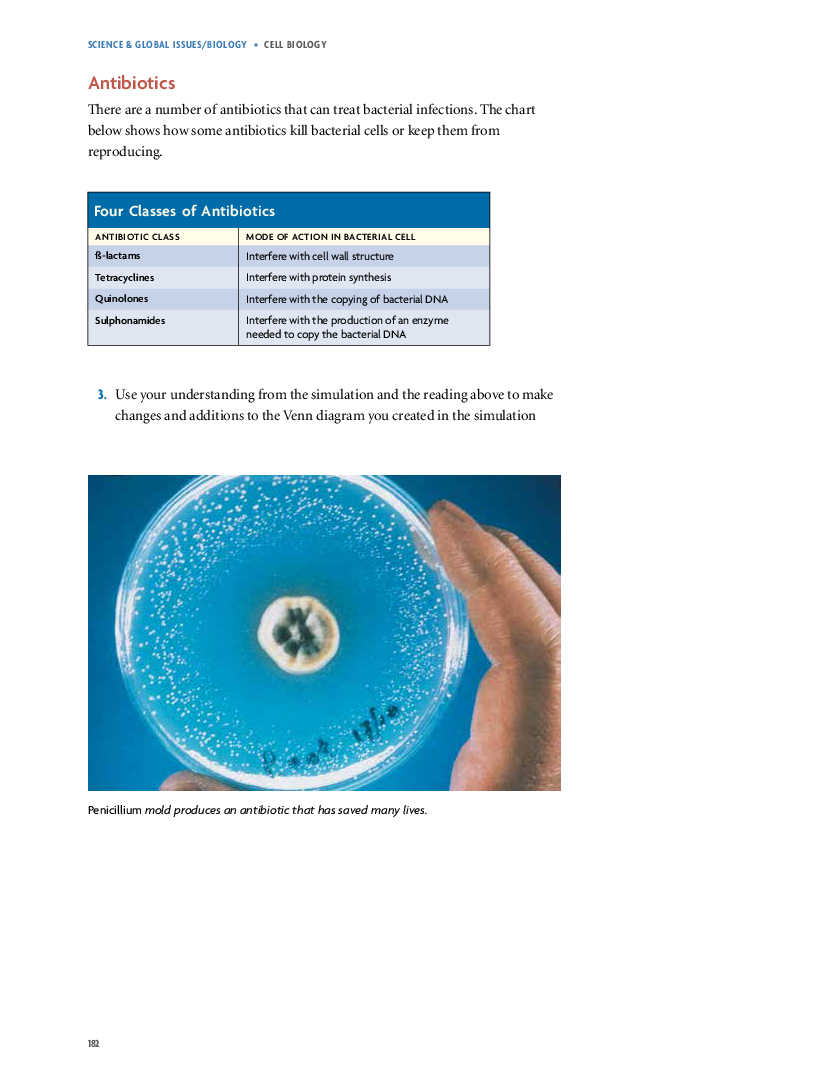 SCIENCE & GLOBAL ISSUES/BIOLOGY • CELL BIOLOGY
Antibiotics
There are a number of antibiotics that can treat bacterial infections. The chart
below shows how some antibiotics kill bacterial cells or keep them from
reproducing.
Four Classes of Antibiotics
ANTIBIOTIC CLASS MODE OF ACTION IN BACTERIAL CELL
ß-lactams Interfere with cell wall structure
Tetracyclines Interfere with protein synthesis
Quinolones Interfere with the copying of bacterial DNA
Sulphonamides Interfere with the production of an enzyme
needed to copy the bacterial DNA
3. Use your understanding from the simulation and the reading above to make
changes and additions to the Venn diagram you created in the simulation
Penicillium mold produces an antibiotic that has saved many lives.
182